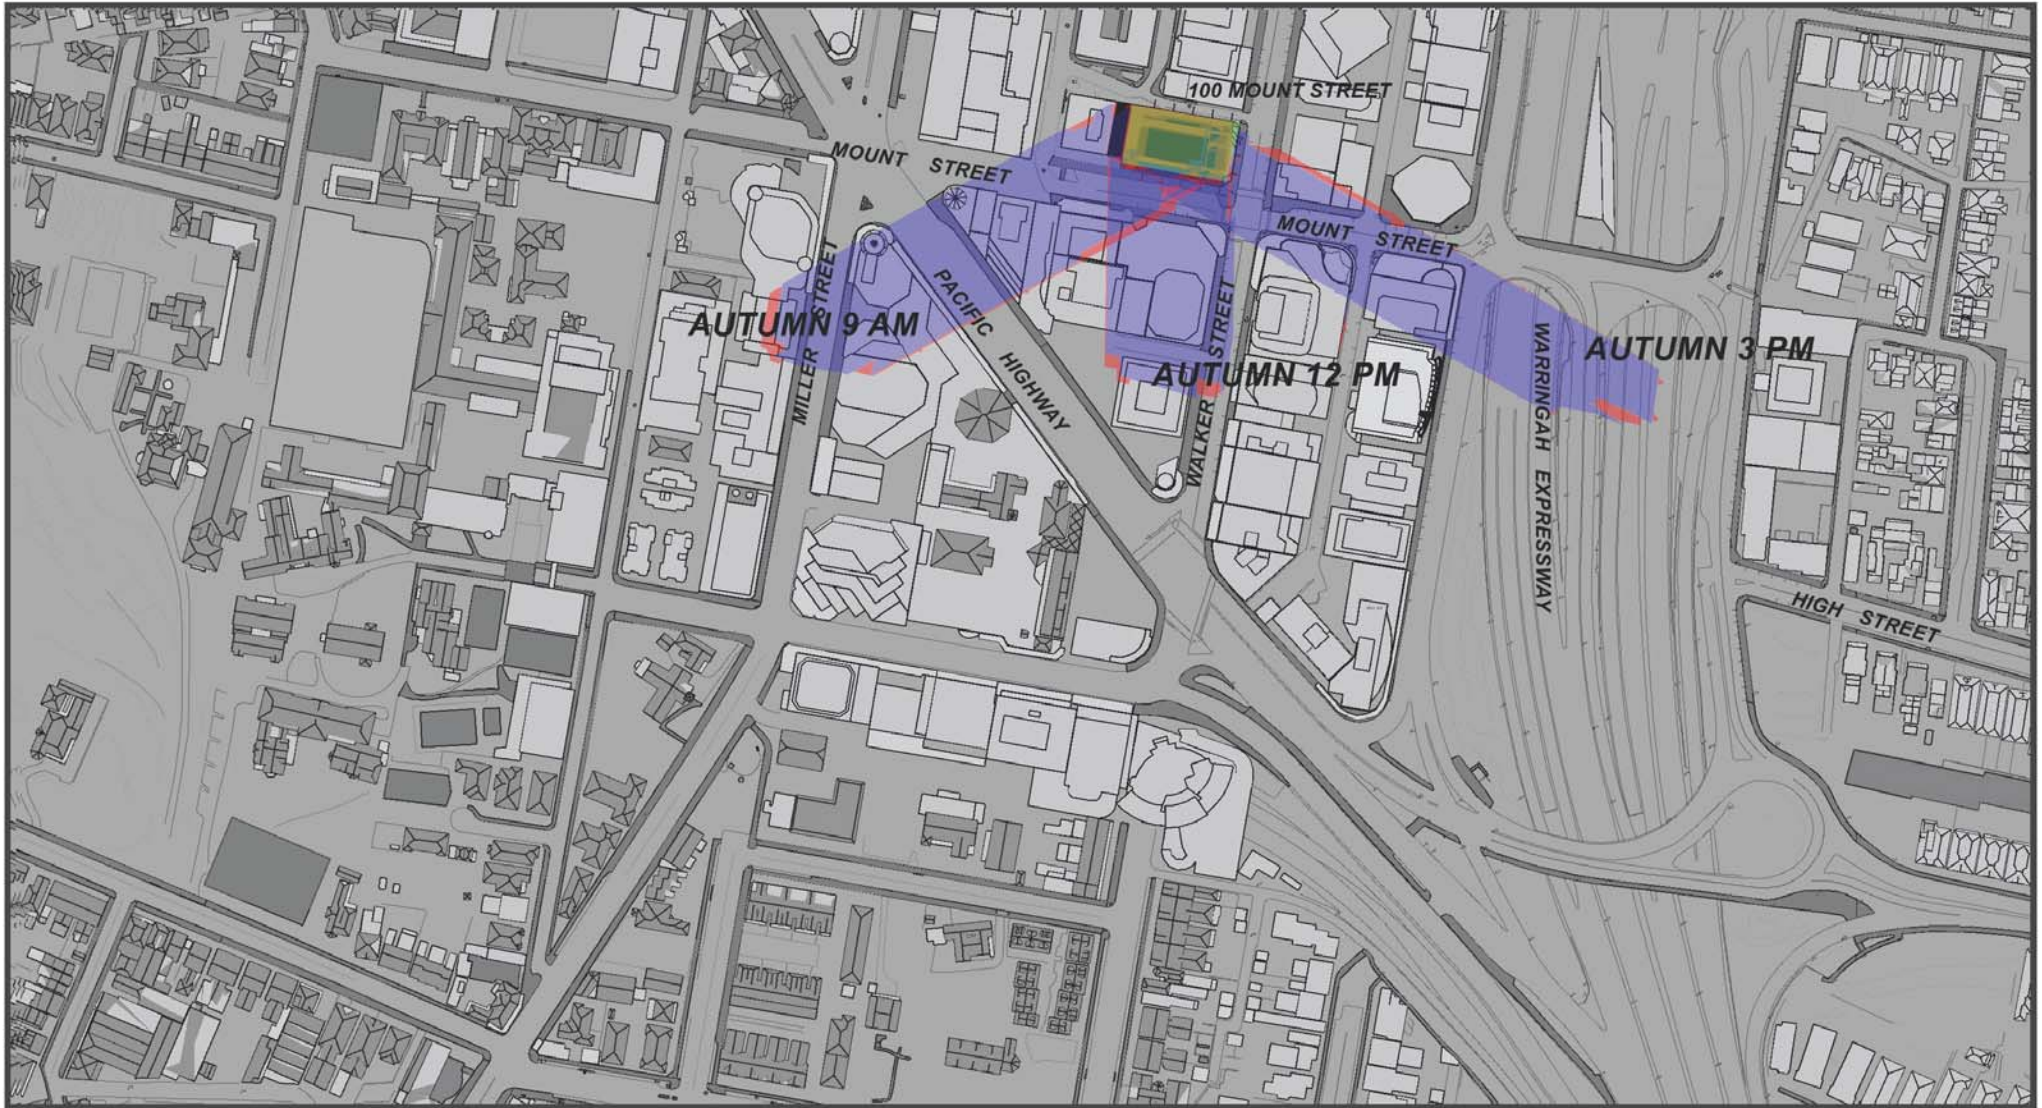 100 MOUNT STREET
MOUNT STREET
MOUNT STREET
AUTUMN 9 AM
MILLER STREET
PACIFIC HIGHWAY
AUTUMN 12 PM
WALKER STREET
WARRINGAH EXPRESSWAY
AUTUMN 3 PM
HIGH STREET